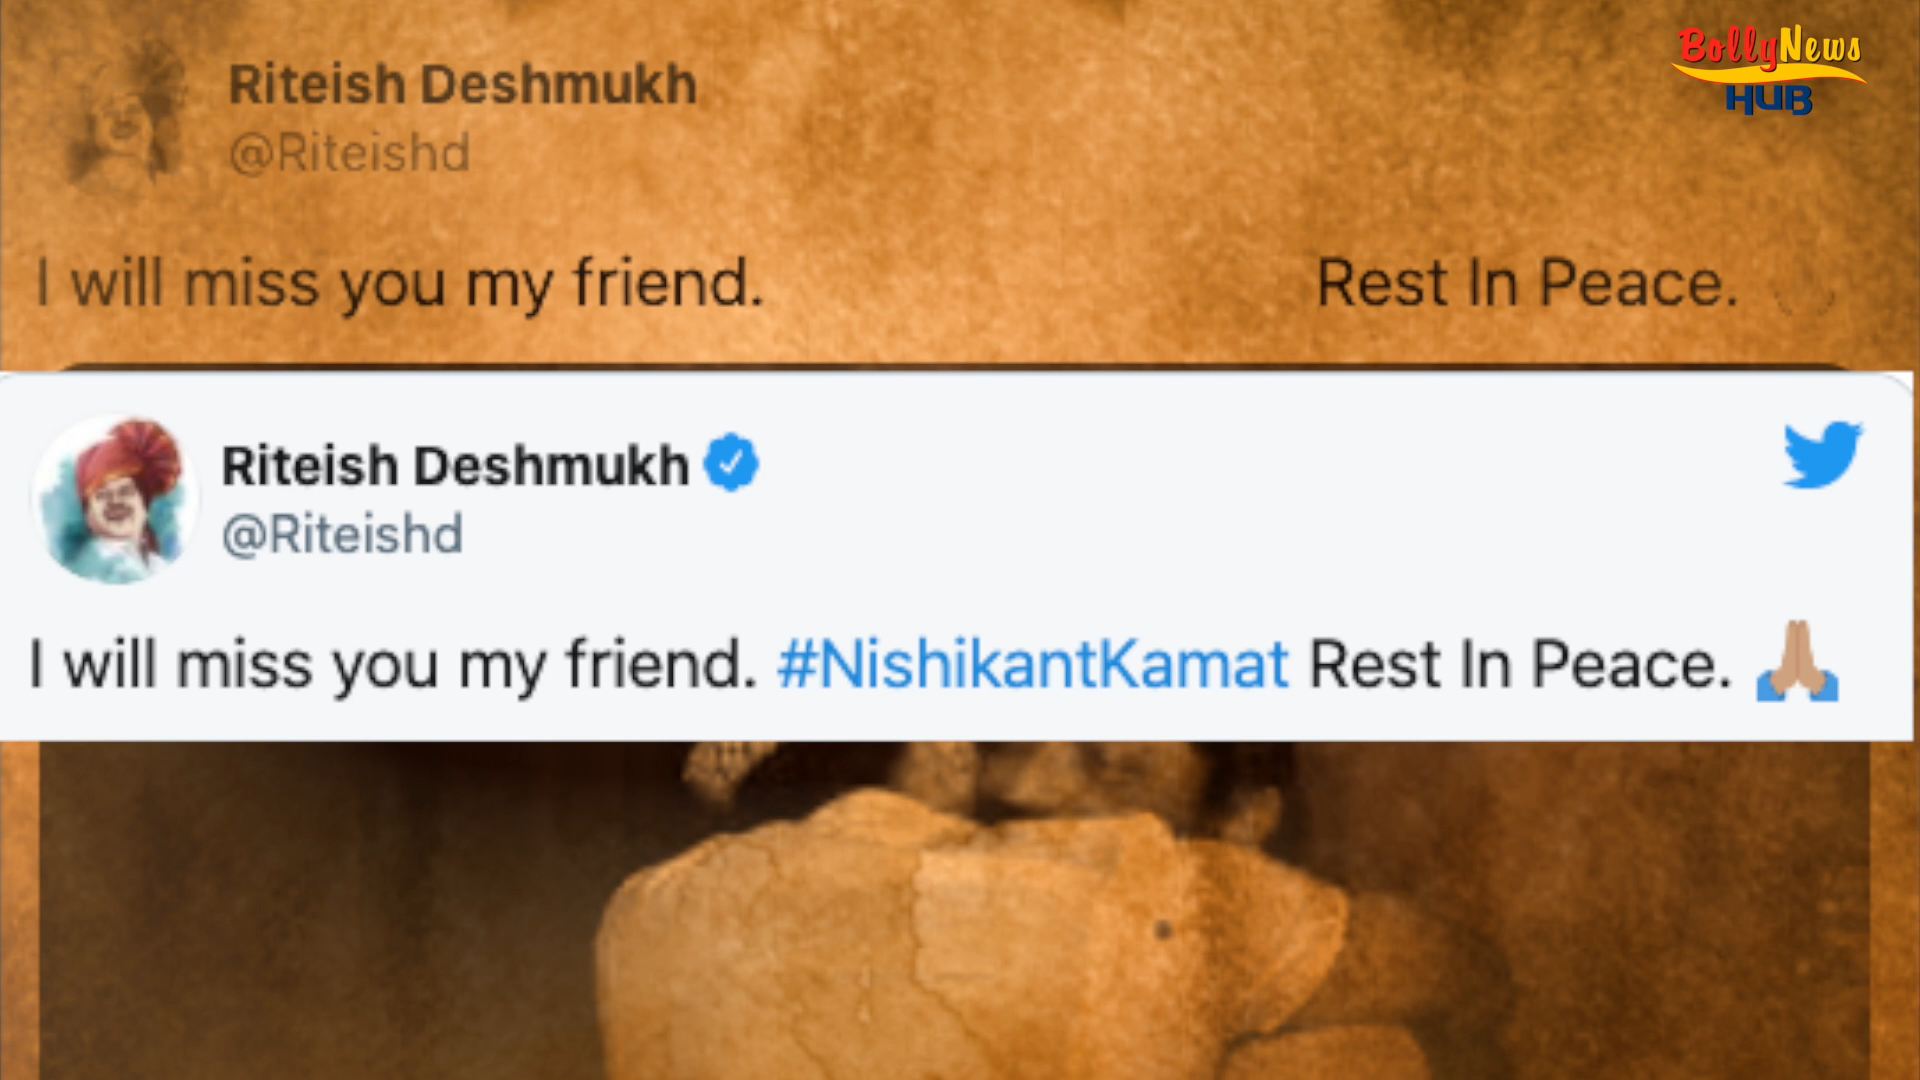 BollyNews
HUB
Riteish Deshmukh
@Riteishd
I will miss you my friend. Rest In Peace.
Riteish Deshmukh
@Riteishd
I will miss you my friend. #NishikantKamat Rest In Peace. 🙏🏽